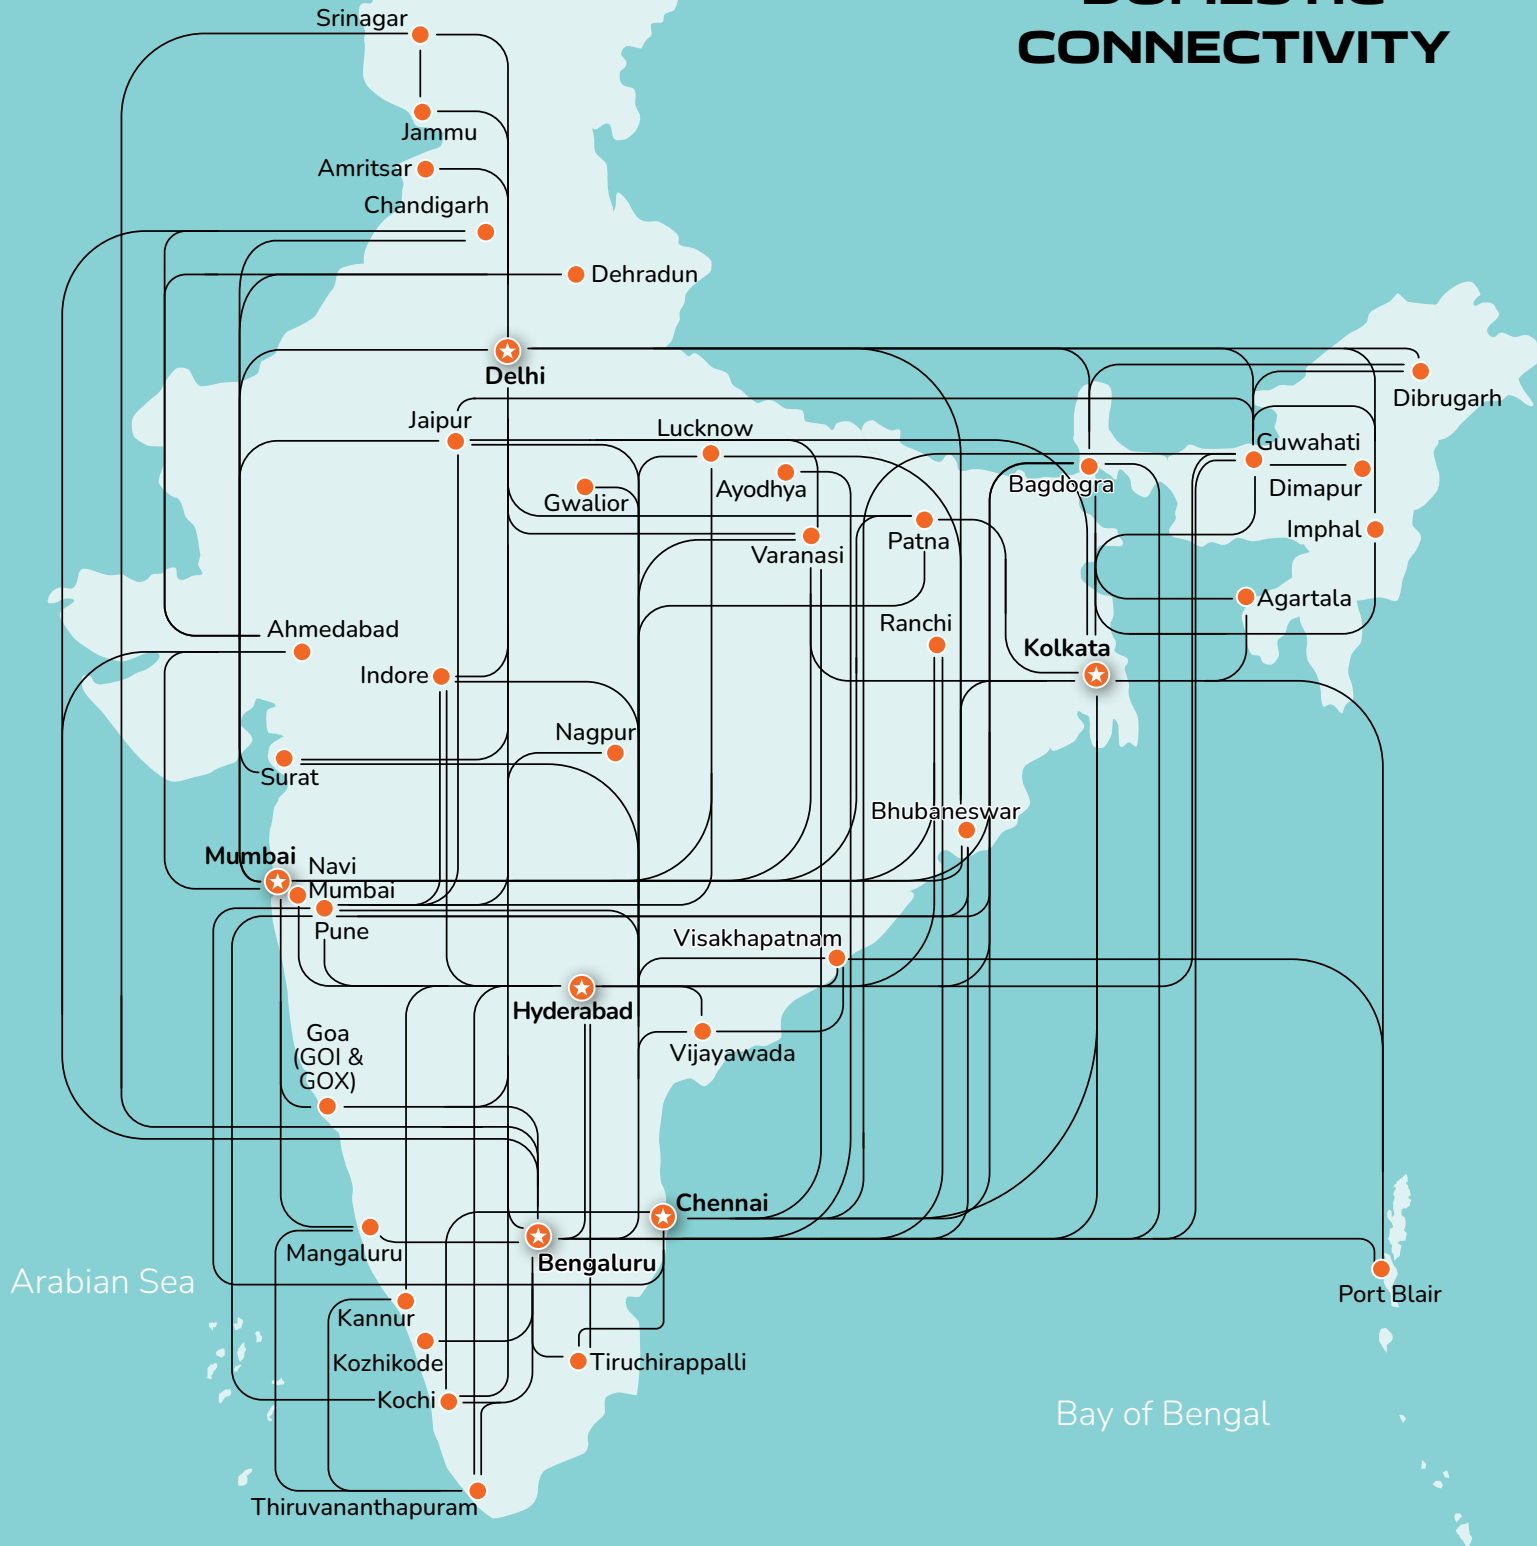 DOMESTIC
CONNECTIVITY
Srinagar
Jammu
Amritsar
Chandigarh
Dehradun
Delhi
Dibrugarh
Jaipur
Lucknow
Guwahati
Ayodhya
Bagdogra
Dimapur
Gwalior
Imphal
Patna
Varanasi
Agartala
Ahmedabad
Ranchi
Kolkata
Indore
Nagpur
Surat
Bhubaneswar
Mumbai
Navi
Mumbai
Pune
Visakhapatnam
Hyderabad
Goa
(GOI &
GOX)
Vijayawada
Chennai
Mangaluru
Bengaluru
Arabian Sea
Port Blair
Kannur
Kozhikode
Tiruchirappalli
Kochi
Bay of Bengal
Thiruvananthapuram